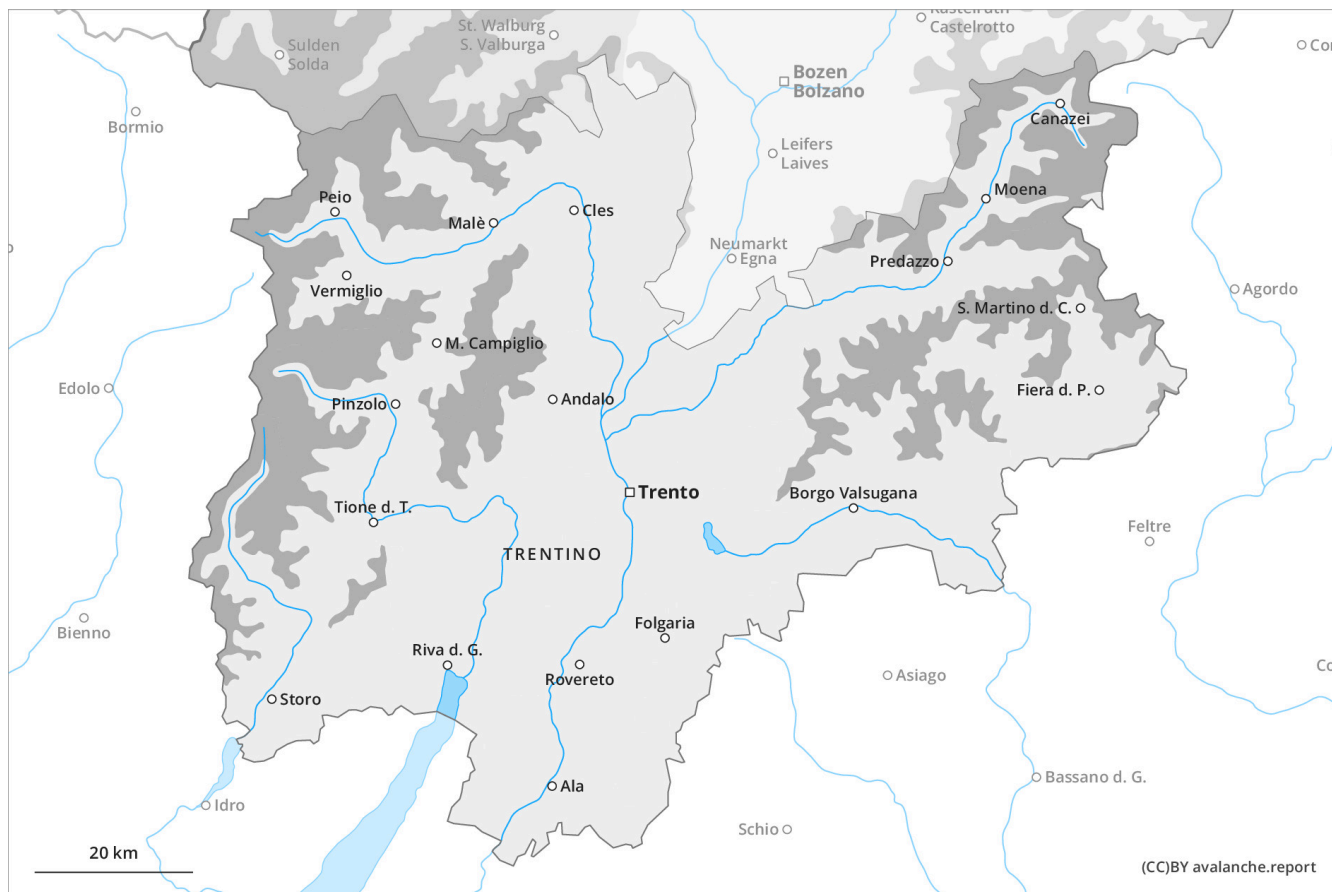 St. Walburg
S. Valburga
Kastelruth
Castelrotto
Sulden
Solda
Bozen
Bolzano
Bormio
Canazei
Leifers
Laives
Moena
Peio
Malè
Cles
Neumarkt
Egna
Predazzo
Vermiglio
Agordo
S. Martino d. C.
M. Campiglio
Edolo
Pinzolo
Andalo
Fiera d. P.
Trento
Borgo Valsugana
Tione d. T.
Feltre
TRENTINO
Bienno
Folgaria
Riva d. G.
Rovereto
Asiago
Storo
Bassano d. G.
Ala
Idro
Schio
20 km
(CC)BY avalanche.report